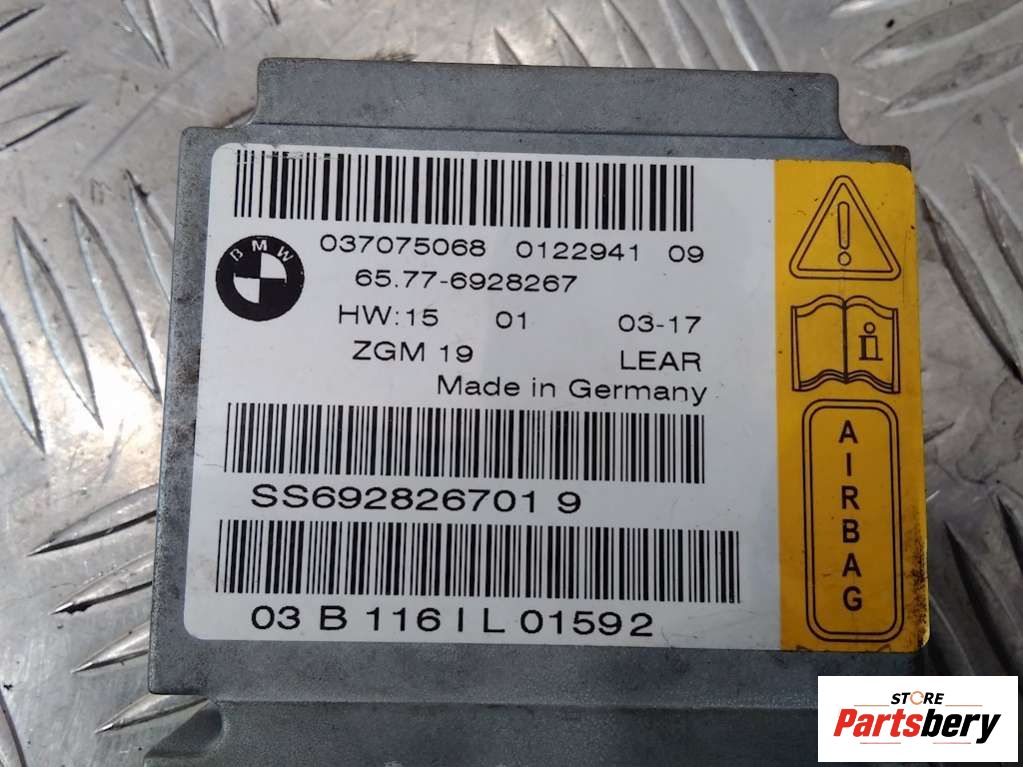 BMW
037075068 0122941 09
65.77-6928267
HW:15 01 03-17
ZGM 19 LEAR
Made in Germany
SS692826701 9
03 B 116 I L 01592
i
AIRBAG
STORE
Partsbery